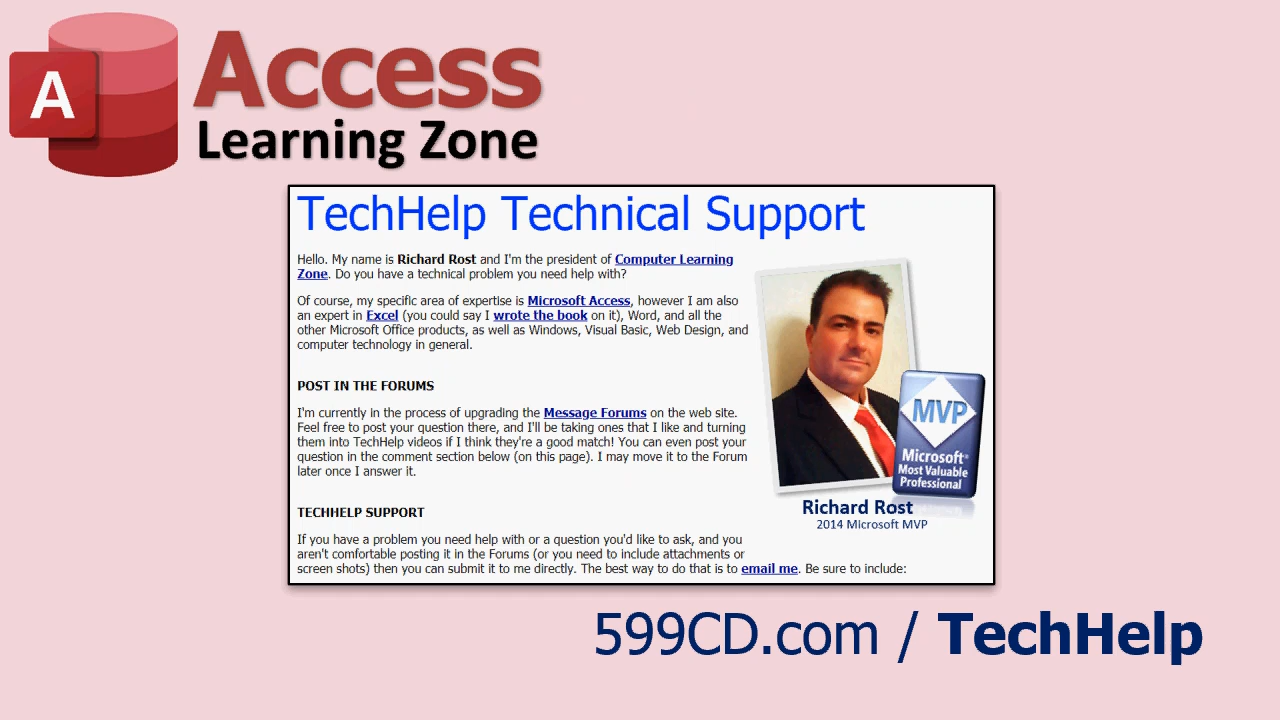 A
Access
Learning Zone
TechHelp Technical Support
Hello. My name is Richard Rost and I'm the president of Computer Learning
Zone. Do you have a technical problem you need help with?
Of course, my specific area of expertise is Microsoft Access, however I am also
an expert in Excel (you could say I wrote the book on it), Word, and all the
other Microsoft Office products, as well as Windows, Visual Basic, Web Design, and
computer technology in general.
POST IN THE FORUMS
I'm currently in the process of upgrading the Message Forums on the web site.
Feel free to post your question there, and I'll be taking ones that I like and turning
them into TechHelp videos if I think they're a good match! You can even post your
question in the comment section below (on this page). I may move it to the Forum
later once I answer it.
TECHHELP SUPPORT
If you have a problem you need help with or a question you'd like to ask, and you
aren't comfortable posting it in the Forums (or you need to include attachments or
screen shots) then you can submit it to me directly. The best way to do that is to email me. Be sure to include:
MVP
Microsoft®
Most Valuable
Professional
Richard Rost
2014 Microsoft MVP
599CD.com / TechHelp